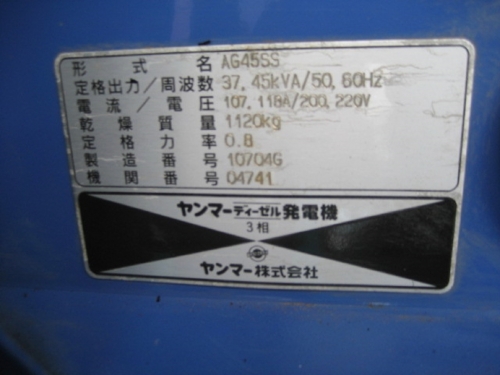 形式名 AG45SS
定格出力/周波数 37, 45kVA/50, 60HZ
電流/電圧 107, 118A/200, 220V
乾燥質量 1120kg
定格力率 0.8
製造番号 10704G
機関番号 04741
ヤンマーディーゼル発電機
3相
ヤンマー株式会社